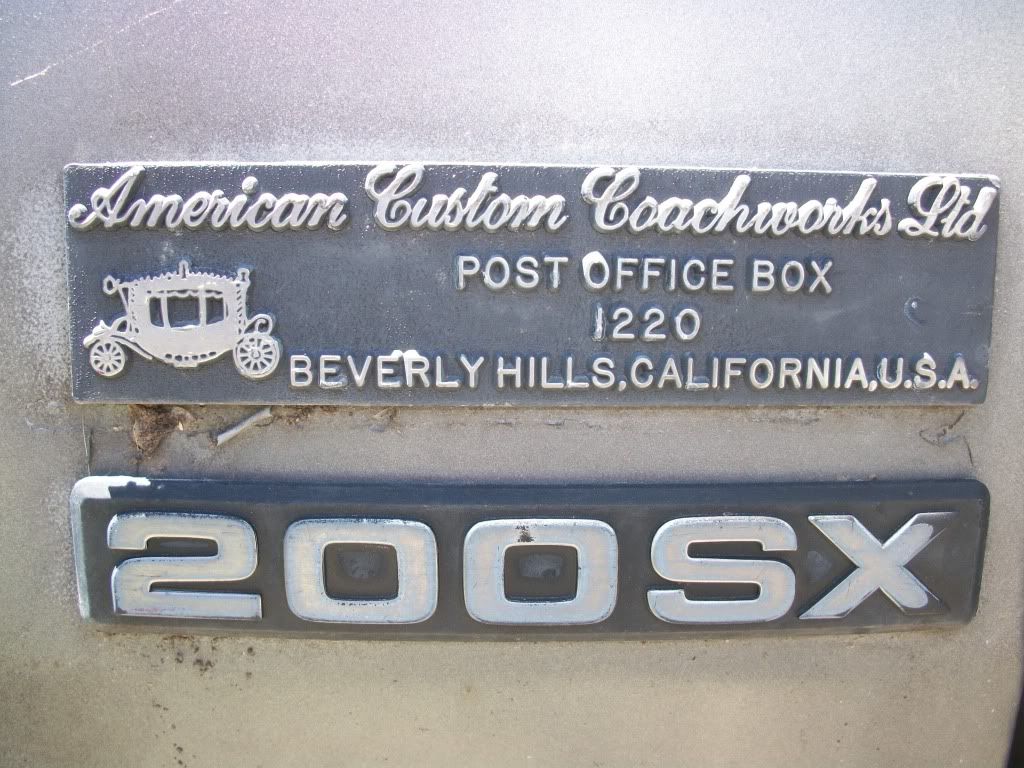 American Custom Coachworks Ltd
POST OFFICE BOX
1220
BEVERLY HILLS, CALIFORNIA, U.S.A.
200SX